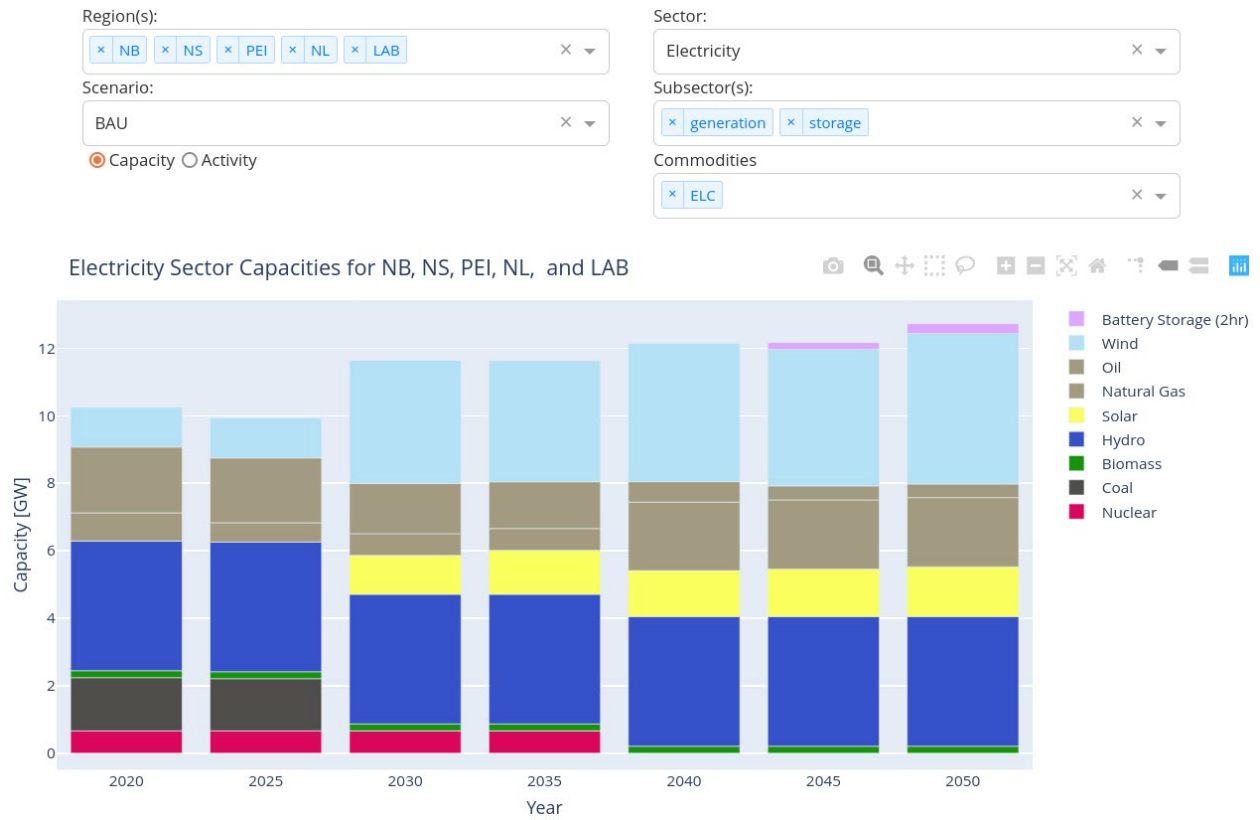 Region(s):
× NB × NS × PEI × NL × LAB ×
Scenario:
BAU ×
Capacity Activity
Sector:
Electricity ×
Subsector(s):
× generation × storage ×
Commodities
× ELC ×
Electricity Sector Capacities for NB, NS, PEI, NL,  and LAB
Capacity [GW]
12
10
8
6
4
2
0
2020 2025 2030 2035 2040 2045 2050
Year
Battery Storage (2hr)
Wind
Oil
Natural Gas
Solar
Hydro
Biomass
Coal
Nuclear